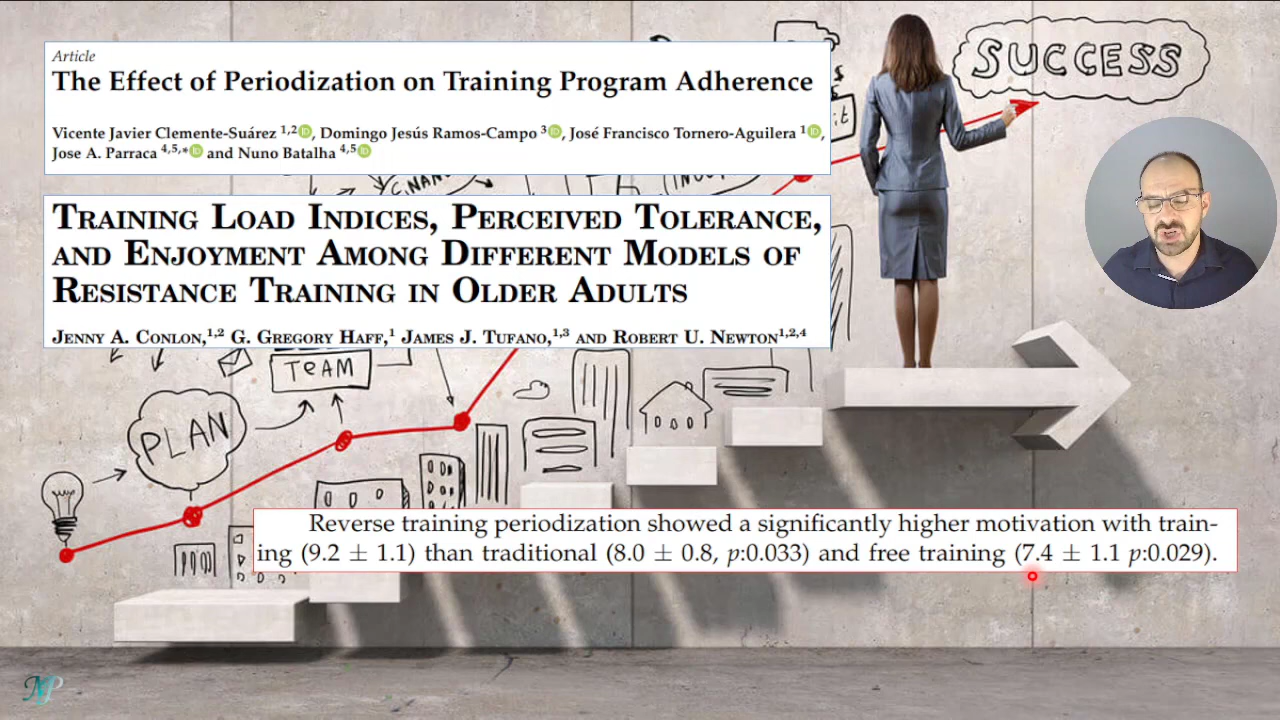 Article
The Effect of Periodization on Training Program Adherence
Vicente Javier Clemente-Suárez 1,2, Domingo Jesús Ramos-Campo 3, José Francisco Tornero-Aguilera 1,
Jose A. Parraca 4,5,* and Nuno Batalha 4,5
SUCCESS
TRAINING LOAD INDICES, PERCEIVED TOLERANCE,
AND ENJOYMENT AMONG DIFFERENT MODELS OF
RESISTANCE TRAINING IN OLDER ADULTS
JENNY A. CONLON,1,2 G. GREGORY HAFF,1 JAMES J. TUFANO,1,3 AND ROBERT U. NEWTON1,2,4
TEAM
PLAN
Reverse training periodization showed a significantly higher motivation with train-
ing (9.2 ± 1.1) than traditional (8.0 ± 0.8, p:0.033) and free training (7.4 ± 1.1 p:0.029).